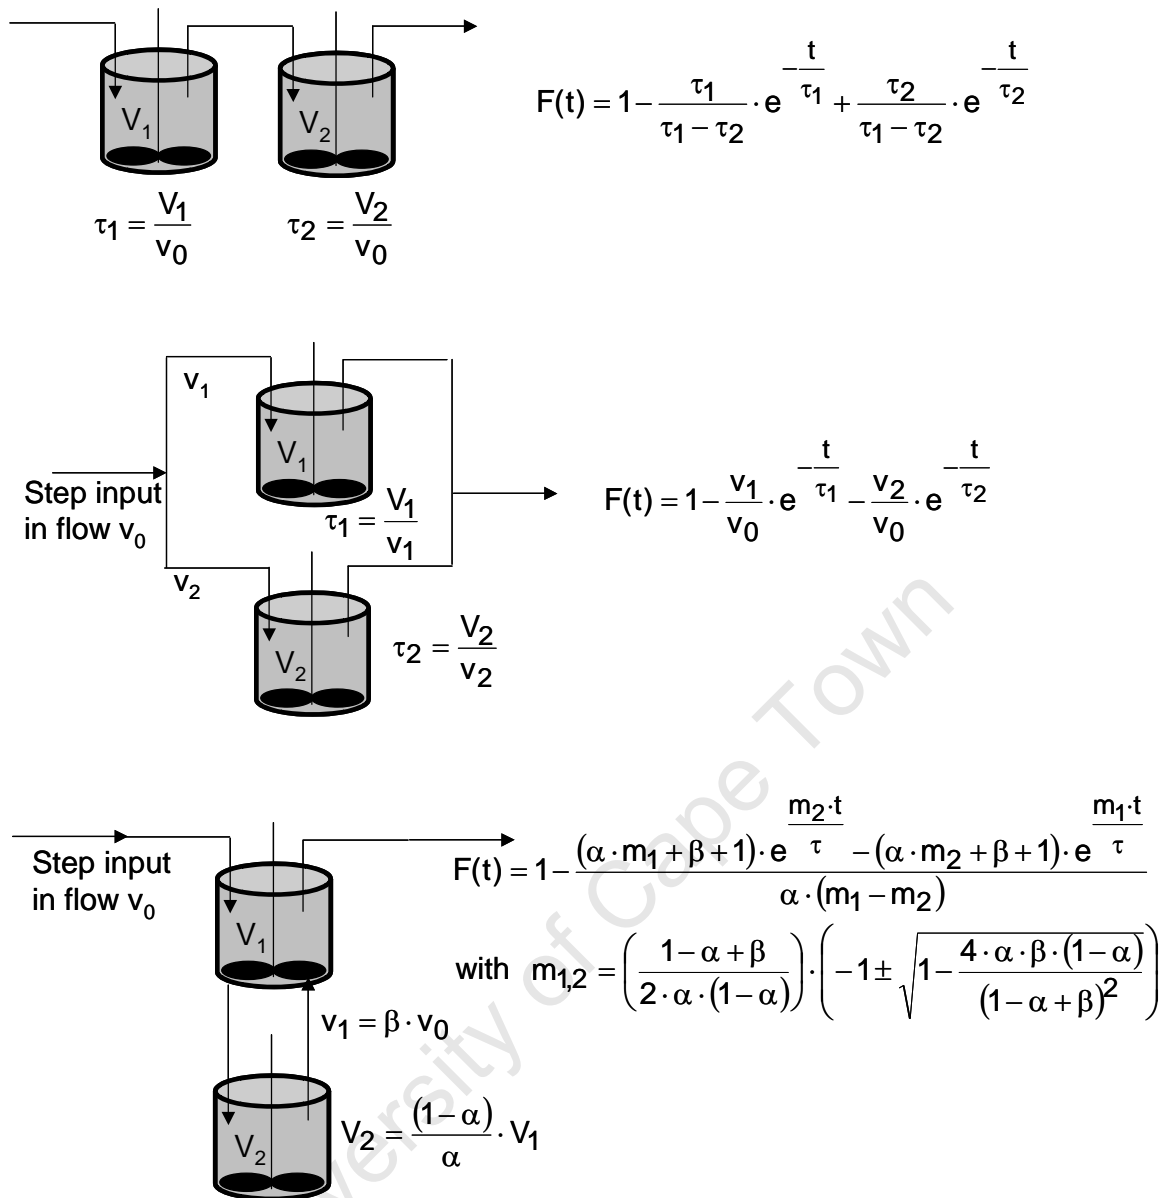 V₁
V₂
τ₁ = V₁/v₀
τ₂ = V₂/v₀
F(t) = 1 − τ₁/(τ₁ − τ₂) · e^(−t/τ₁) + τ₂/(τ₁ − τ₂) · e^(−t/τ₂)
v₁
V₁
Step input
in flow v₀
τ₁ = V₁/v₁
v₂
V₂
τ₂ = V₂/v₂
F(t) = 1 − v₁/v₀ · e^(−t/τ₁) − v₂/v₀ · e^(−t/τ₂)
Step input
in flow v₀
V₁
v₁ = β · v₀
V₂
V₂ = (1 − α)/α · V₁
F(t) = 1 − ((α · m₁ + β + 1) · e^(m₂·t/τ) − (α · m₂ + β + 1) · e^(m₁·t/τ))/(α · (m₁ − m₂))
with m₁,₂ = ((1 − α + β)/(2 · α · (1 − α))) · (−1 ± √(1 − (4 · α · β · (1 − α))/(1 − α + β)²))
University of Cape Town